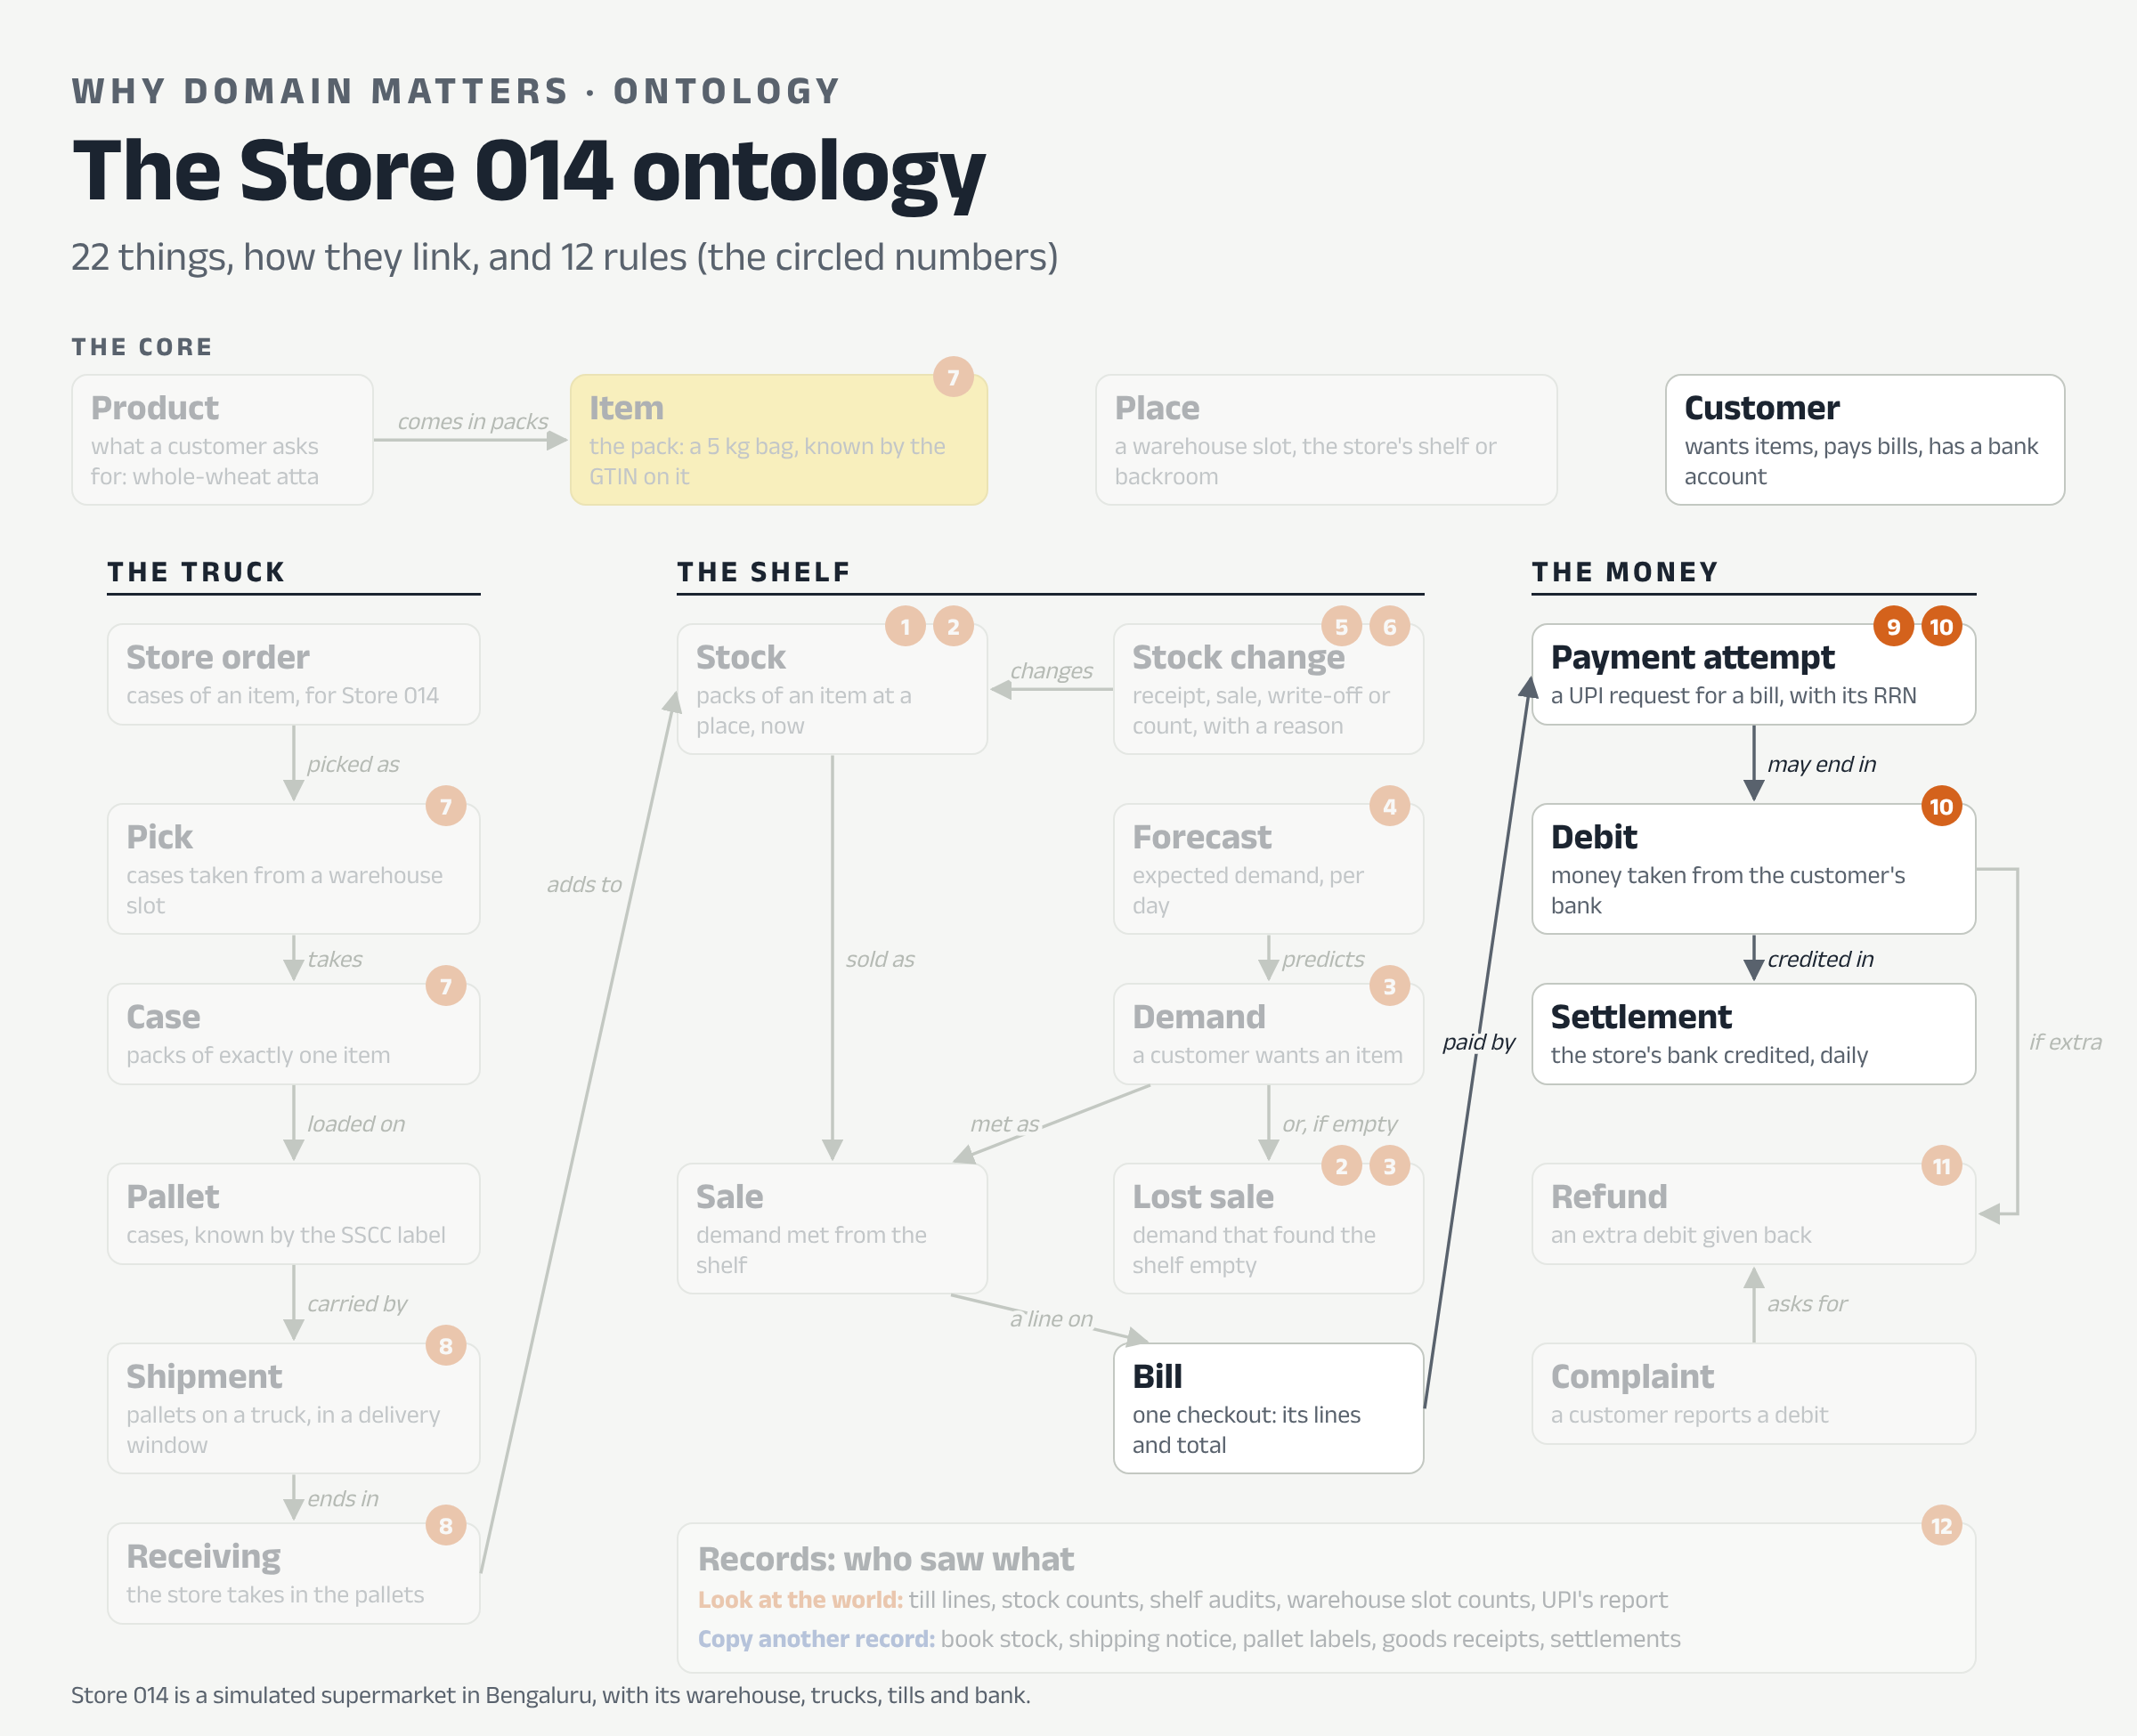 WHY DOMAIN MATTERS · ONTOLOGY
The Store 014 ontology
22 things, how they link, and 12 rules (the circled numbers)
THE CORE
Product
what a customer asks
for: whole-wheat atta
comes in packs
7
Item
the pack: a 5 kg bag, known by the
GTIN on it
Place
a warehouse slot, the store's shelf or
backroom
Customer
wants items, pays bills, has a bank
account
THE TRUCK
Store order
cases of an item, for Store 014
picked as
7
Pick
cases taken from a warehouse
slot
takes
7
Case
packs of exactly one item
loaded on
Pallet
cases, known by the SSCC label
carried by
8
Shipment
pallets on a truck, in a delivery
window
ends in
8
Receiving
the store takes in the pallets
adds to
THE SHELF
1 2
Stock
packs of an item at a
place, now
changes
5 6
Stock change
receipt, sale, write-off or
count, with a reason
sold as
4
Forecast
expected demand, per
day
predicts
3
Demand
a customer wants an item
met as
or, if empty
Sale
demand met from the
shelf
2 3
Lost sale
demand that found the
shelf empty
a line on
Bill
one checkout: its lines
and total
paid by
THE MONEY
9 10
Payment attempt
a UPI request for a bill, with its RRN
may end in
10
Debit
money taken from the customer's
bank
credited in
Settlement
the store's bank credited, daily
if extra
11
Refund
an extra debit given back
asks for
Complaint
a customer reports a debit
12
Records: who saw what
Look at the world: till lines, stock counts, shelf audits, warehouse slot counts, UPI's report
Copy another record: book stock, shipping notice, pallet labels, goods receipts, settlements
Store 014 is a simulated supermarket in Bengaluru, with its warehouse, trucks, tills and bank.